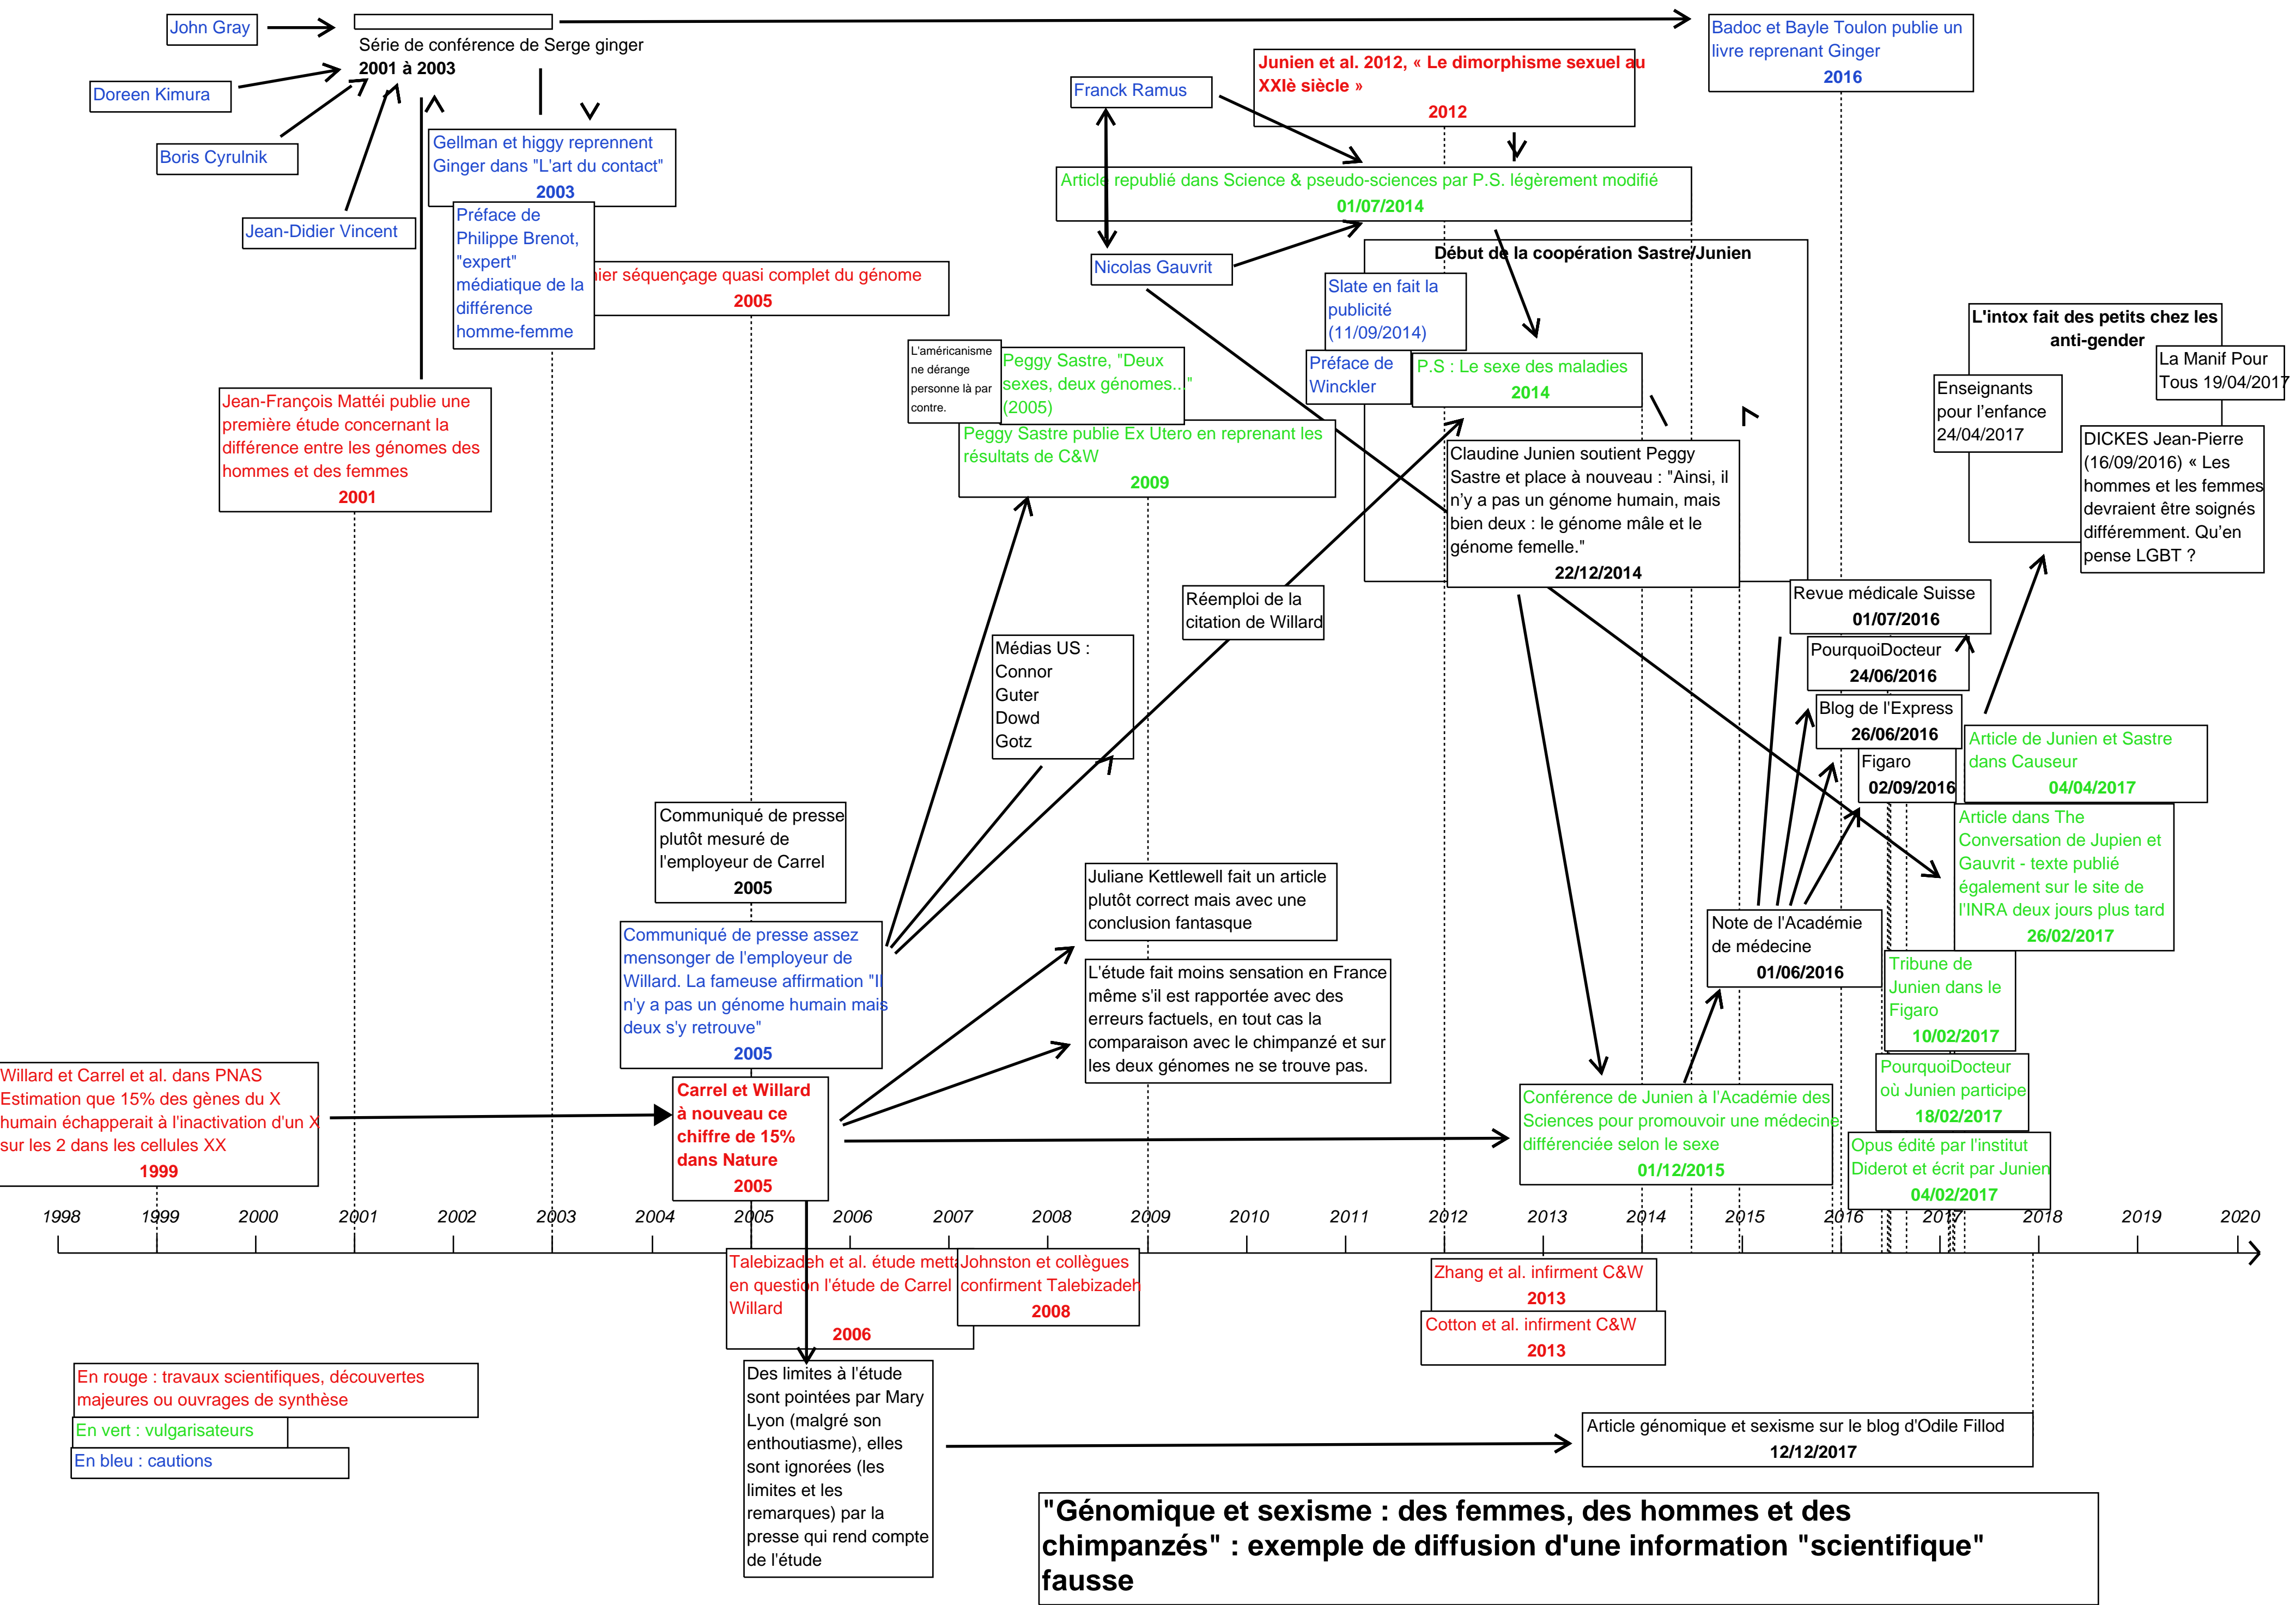 John Gray
Série de conférence de Serge ginger
2001 à 2003
Doreen Kimura
Boris Cyrulnik
Jean-Didier Vincent
Gellman et higgy reprennent
Ginger dans "L'art du contact"
2003
Préface de
Philippe Brenot,
"expert"
médiatique de la
différence
homme-femme
séquençage quasi complet du génome
2005
Jean-François Mattéi publie une
première étude concernant la
différence entre les génomes des
hommes et des femmes
2001
Badoc et Bayle Toulon publie un
livre reprenant Ginger
2016
Junien et al. 2012, « Le dimorphisme sexuel au
XXIè siècle »
2012
Franck Ramus
Article republié dans Science & pseudo-sciences par P.S. légèrement modifié
01/07/2014
Nicolas Gauvrit
Début de la coopération Sastre/Junien
Slate en fait la
publicité
(11/09/2014)
Préface de
Winckler
P.S : Le sexe des maladies
2014
L'américanisme
ne dérange
personne là par
contre.
Peggy Sastre, "Deux
sexes, deux génomes..."
(2005)
Peggy Sastre publie Ex Utero en reprenant les
résultats de C&W
2009
Claudine Junien soutient Peggy
Sastre et place à nouveau : "Ainsi, il
n'y a pas un génome humain, mais
bien deux : le génome mâle et le
génome femelle."
22/12/2014
L'intox fait des petits chez les
anti-gender
La Manif Pour
Tous 19/04/2017
Enseignants
pour l'enfance
24/04/2017
DICKES Jean-Pierre
(16/09/2016) « Les
hommes et les femmes
devraient être soignés
différemment. Qu'en
pense LGBT ?
Réemploi de la
citation de Willard
Médias US :
Connor
Guter
Dowd
Gotz
Revue médicale Suisse
01/07/2016
PourquoiDocteur
24/06/2016
Blog de l'Express
26/06/2016
Figaro
02/09/2016
Article de Junien et Sastre
dans Causeur
04/04/2017
Article dans The
Conversation de Jupien et
Gauvrit - texte publié
également sur le site de
l'INRA deux jours plus tard
26/02/2017
Communiqué de presse
plutôt mesuré de
l'employeur de Carrel
2005
Communiqué de presse assez
mensonger de l'employeur de
Willard. La fameuse affirmation "Il
n'y a pas un génome humain mais
deux s'y retrouve"
2005
Juliane Kettlewell fait un article
plutôt correct mais avec une
conclusion fantasque
L'étude fait moins sensation en France
même s'il est rapportée avec des
erreurs factuels, en tout cas la
comparaison avec le chimpanzé et sur
les deux génomes ne se trouve pas.
Note de l'Académie
de médecine
01/06/2016
Tribune de
Junien dans le
Figaro
10/02/2017
PourquoiDocteur
où Junien participe
18/02/2017
Opus édité par l'institut
Diderot et écrit par Junien
04/02/2017
Willard et Carrel et al. dans PNAS
Estimation que 15% des gènes du X
humain échapperait à l'inactivation d'un X
sur les 2 dans les cellules XX
1999
Carrel et Willard
à nouveau ce
chiffre de 15%
dans Nature
2005
Conférence de Junien à l'Académie des
Sciences pour promouvoir une médecine
différenciée selon le sexe
01/12/2015
1998 1999 2000 2001 2002 2003 2004 2005 2006 2007 2008 2009 2010 2011 2012 2013 2014 2015 2016 2017 2018 2019 2020
Talebizadeh et al. étude
en question l'étude de Carrel
Willard
2006
Johnston et collègues
confirment Talebizadeh
2008
Zhang et al. infirment C&W
2013
Cotton et al. infirment C&W
2013
Des limites à l'étude
sont pointées par Mary
Lyon (malgré son
enthoutiasme), elles
sont ignorées (les
limites et les
remarques) par la
presse qui rend compte
de l'étude
Article génomique et sexisme sur le blog d'Odile Fillod
12/12/2017
En rouge : travaux scientifiques, découvertes
majeures ou ouvrages de synthèse
En vert : vulgarisateurs
En bleu : cautions
"Génomique et sexisme : des femmes, des hommes et des
chimpanzés" : exemple de diffusion d'une information "scientifique"
fausse